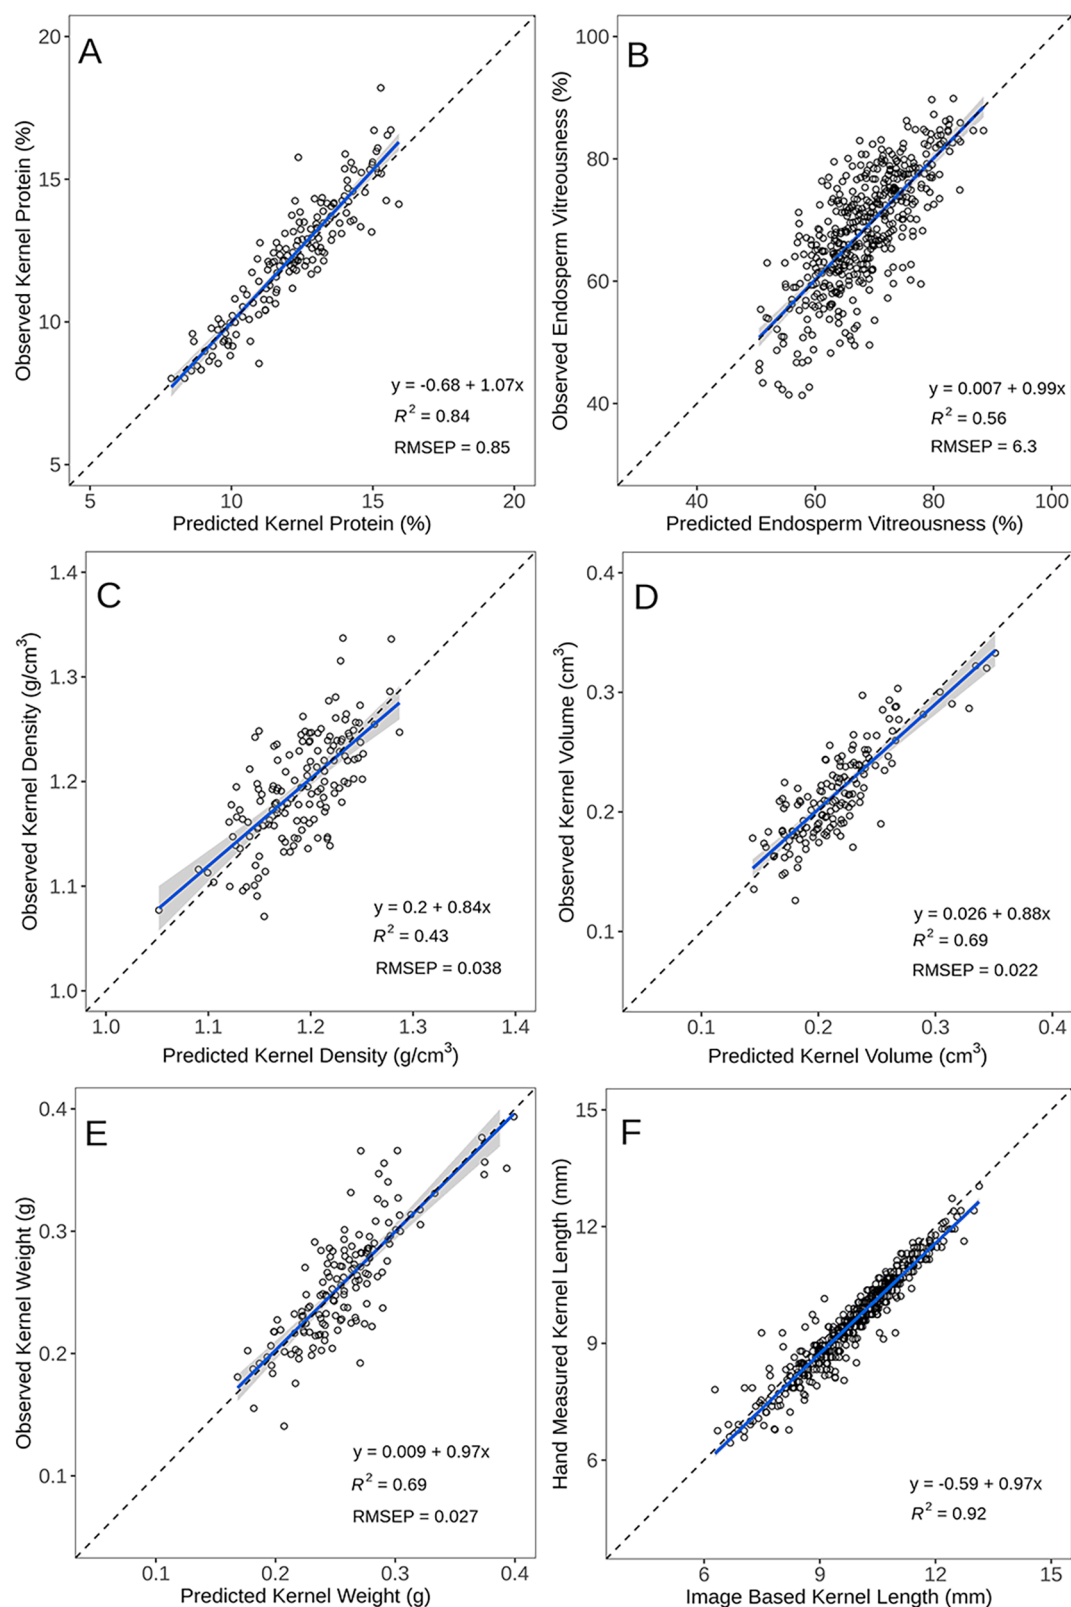 A
Observed Kernel Protein (%)
20
15
10
5
5 10 15 20
Predicted Kernel Protein (%)
y = -0.68 + 1.07x
R² = 0.84
RMSEP = 0.85
B
Observed Endosperm Vitreousness (%)
100
80
60
40
40 60 80 100
Predicted Endosperm Vitreousness (%)
y = 0.007 + 0.99x
R² = 0.56
RMSEP = 6.3
C
Observed Kernel Density (g/cm³)
1.4
1.3
1.2
1.1
1.0
1.0 1.1 1.2 1.3 1.4
Predicted Kernel Density (g/cm³)
y = 0.2 + 0.84x
R² = 0.43
RMSEP = 0.038
D
Observed Kernel Volume (cm³)
0.4
0.3
0.2
0.1
0.1 0.2 0.3 0.4
Predicted Kernel Volume (cm³)
y = 0.026 + 0.88x
R² = 0.69
RMSEP = 0.022
E
Observed Kernel Weight (g)
0.4
0.3
0.2
0.1
0.1 0.2 0.3 0.4
Predicted Kernel Weight (g)
y = 0.009 + 0.97x
R² = 0.69
RMSEP = 0.027
F
Hand Measured Kernel Length (mm)
15
12
9
6
6 9 12 15
Image Based Kernel Length (mm)
y = -0.59 + 0.97x
R² = 0.92